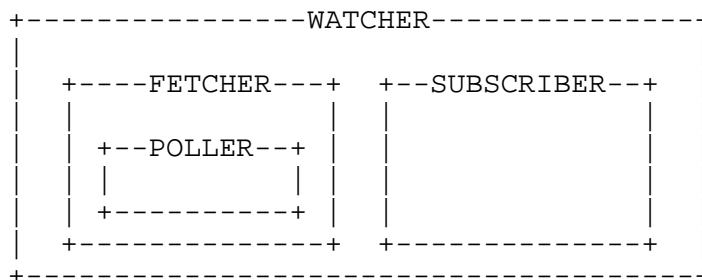 +----------------WATCHER---------------
|
|  +----FETCHER---+  +--SUBSCRIBER--+
|  |              |  |              |
|  | +--POLLER--+ |  |              |
|  | |          | |  |              |
|  | +----------+ |  |              |
|  +--------------+  +--------------+
+--------------------------------------